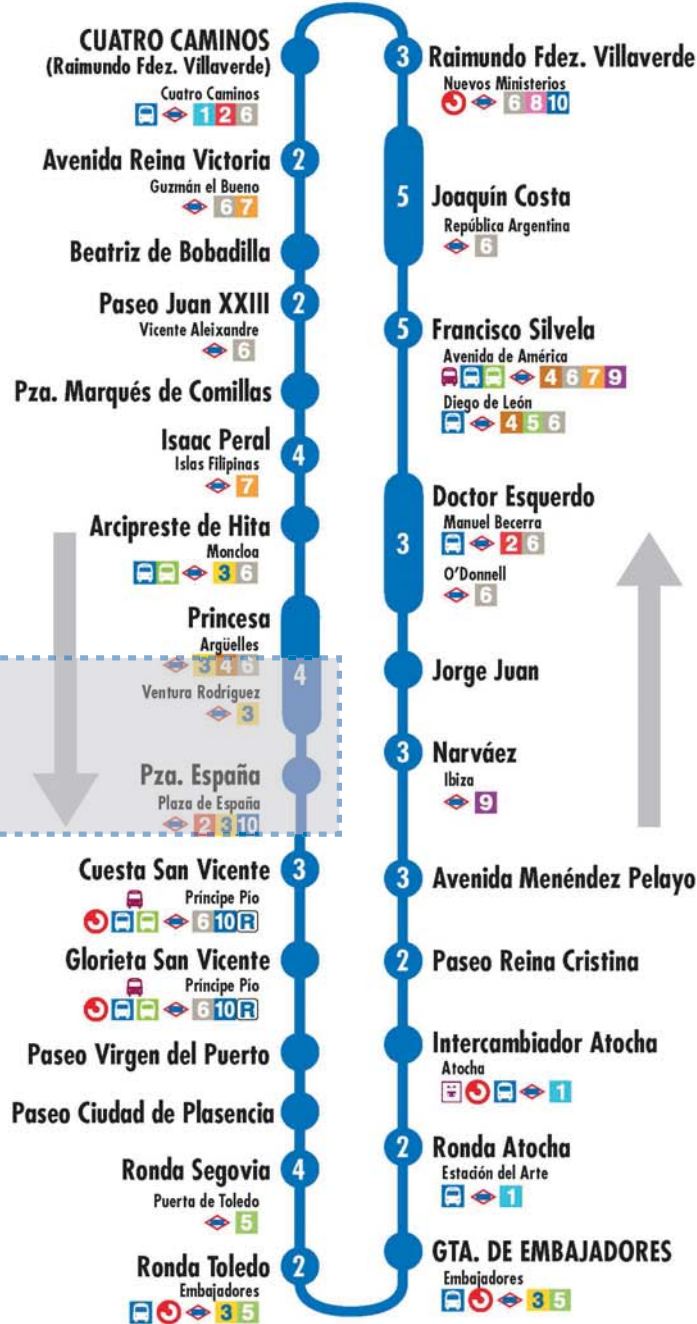 CUATRO CAMINOS
(Raimundo Fdez. Villaverde)
Cuatro Caminos
1 2 6
Avenida Reina Victoria
2
Guzmán el Bueno
6 7
Beatriz de Bobadilla
Paseo Juan XXIII
2
Vicente Aleixandre
6
Pza. Marqués de Comillas
Isaac Peral
4
Islas Filipinas
7
Arcipreste de Hita
Moncloa
3 6
Princesa
Argüelles
3 4 6
4
Ventura Rodriguez
3
Pza. España
Plaza de España
2 3 10
Cuesta San Vicente
3
Príncipe Pío
6 10 R
Glorieta San Vicente
Príncipe Pío
6 10 R
Paseo Virgen del Puerto
Paseo Ciudad de Plasencia
Ronda Segovia
4
Puerta de Toledo
5
Ronda Toledo
2
Embajadores
3 5
3
Raimundo Fdez. Villaverde
Nuevos Ministerios
6 8 10
5
Joaquín Costa
República Argentina
6
5
Francisco Silvela
Avenida de América
4 6 7 9
Diego de León
4 5 6
Doctor Esquerdo
Manuel Becerra
2 6
3
O'Donnell
6
Jorge Juan
3
Narváez
Ibiza
9
3
Avenida Menéndez Pelayo
2
Paseo Reina Cristina
Intercambiador Atocha
Atocha
1
2
Ronda Atocha
Estación del Arte
1
GTA. DE EMBAJADORES
Embajadores
3 5